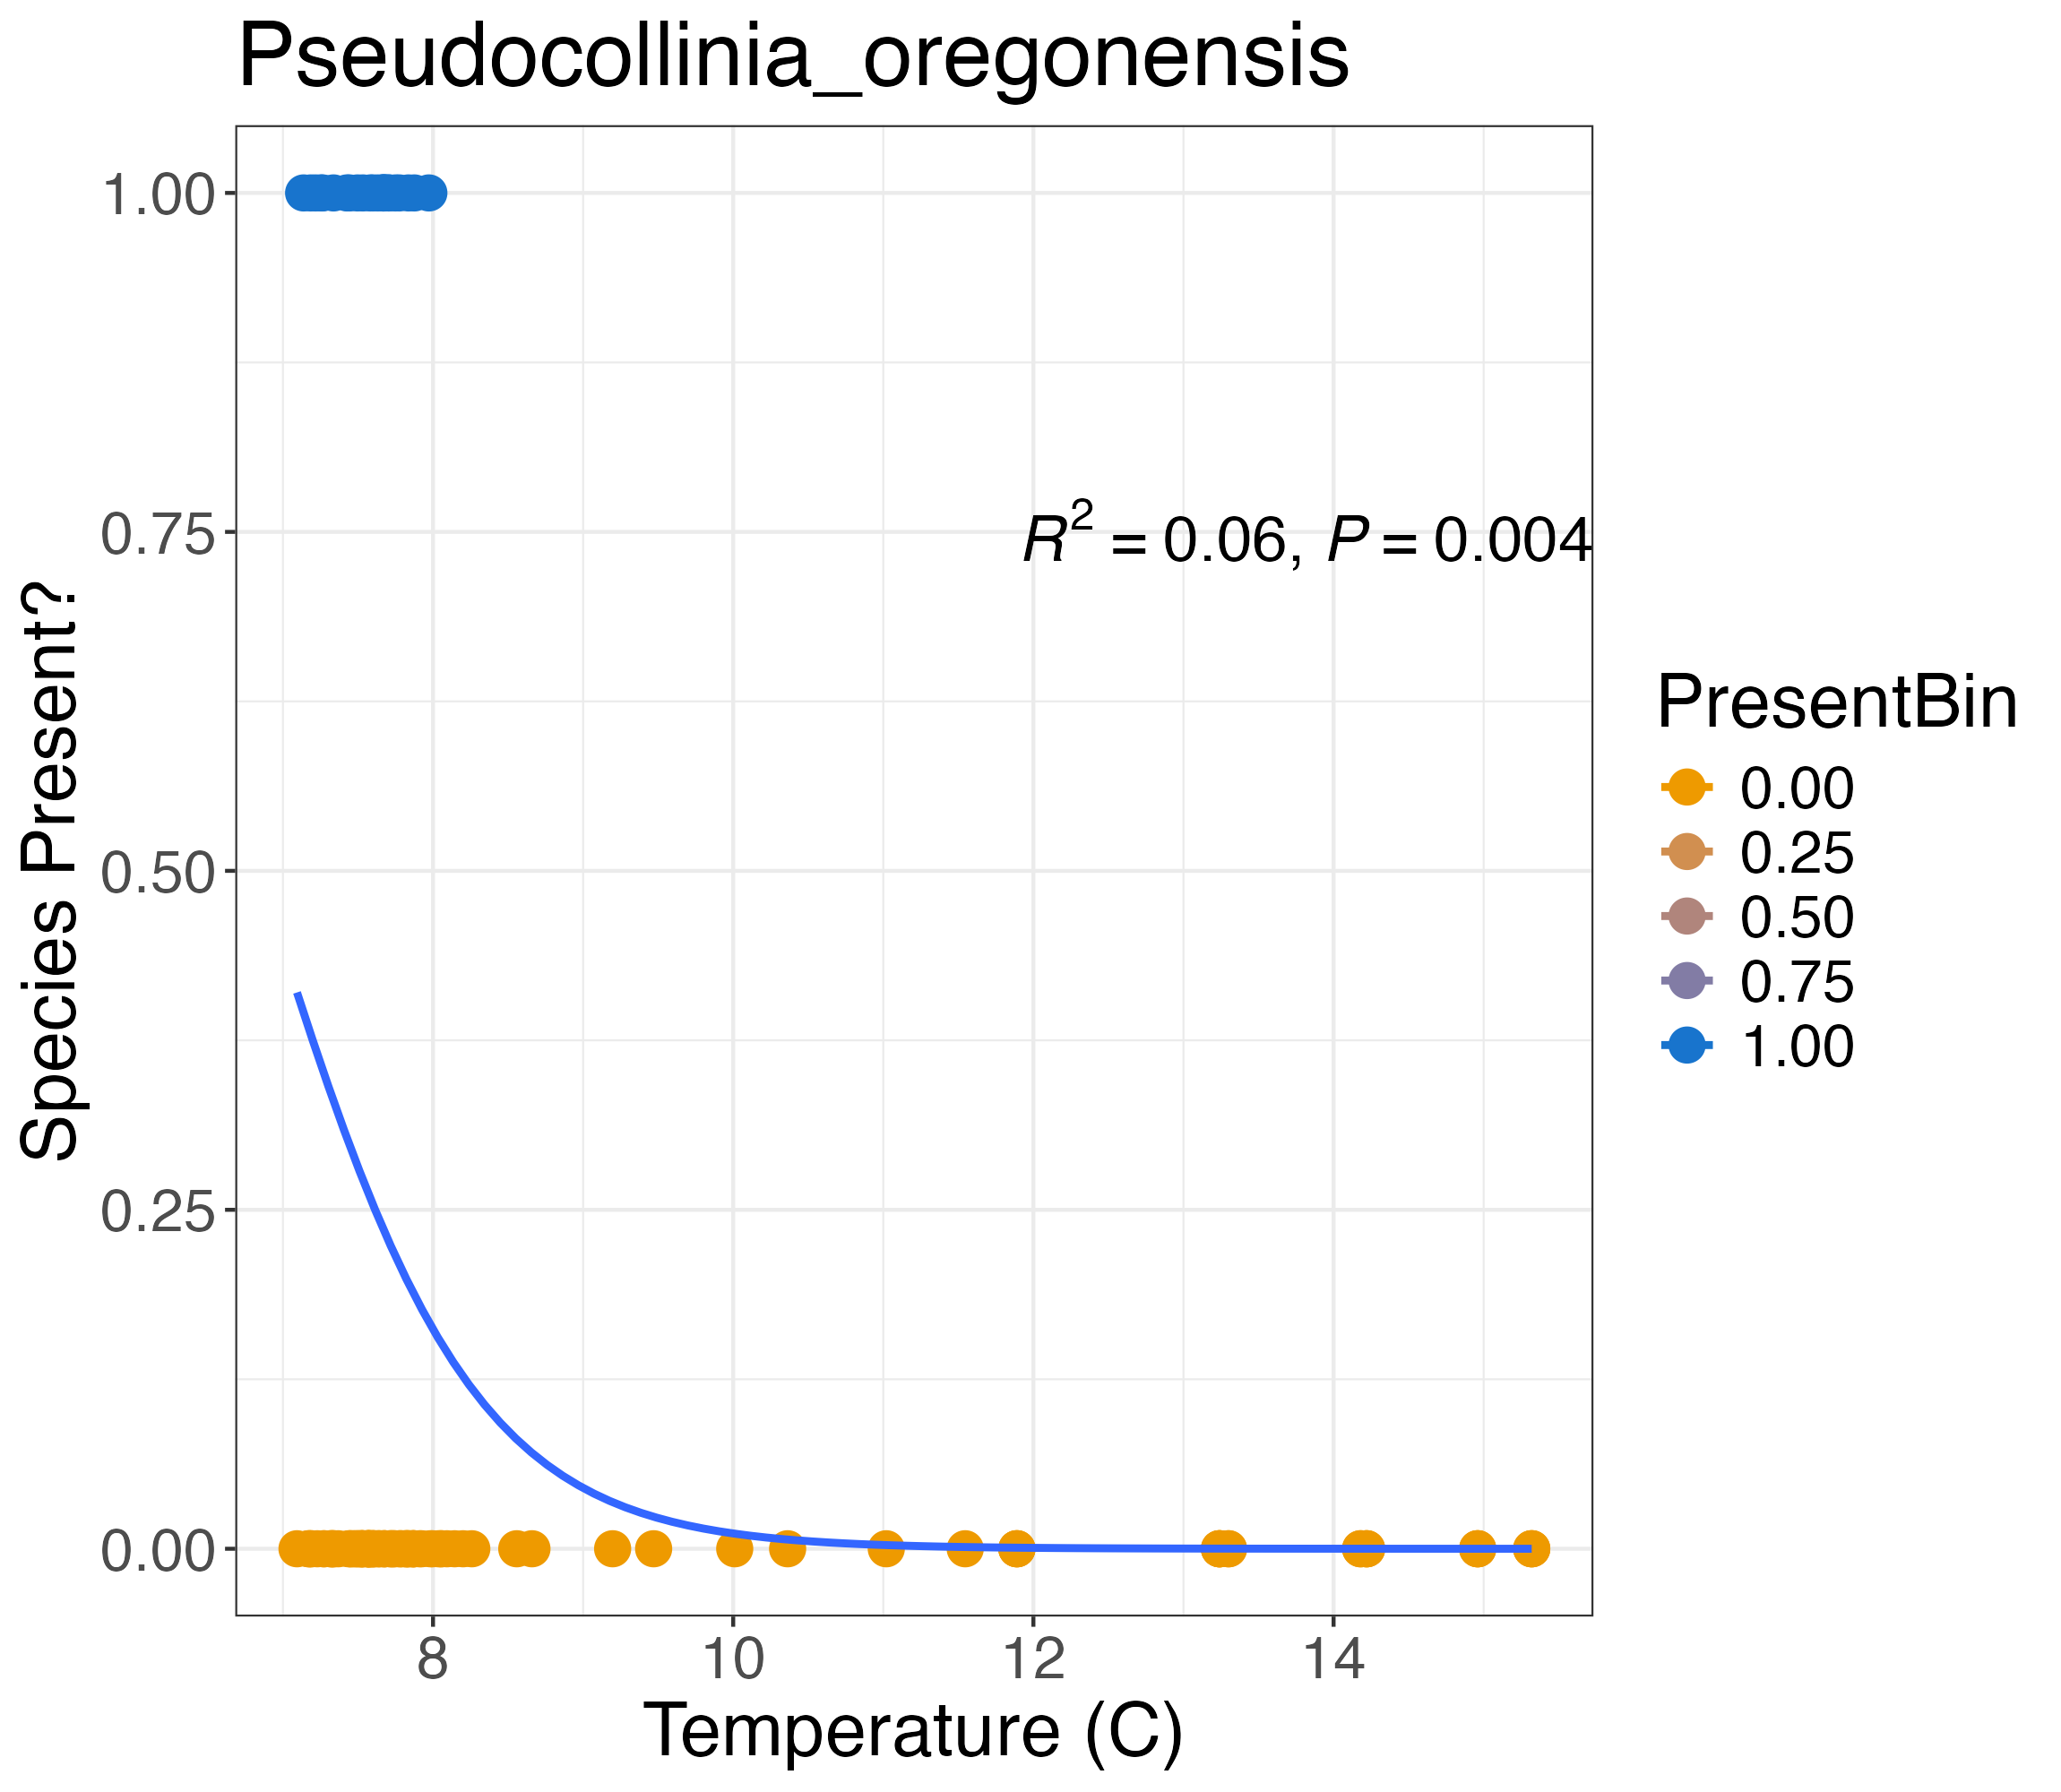 Pseudocollinia_oregonensis
Species Present?
1.00
0.75
0.50
0.25
0.00
R² = 0.06, P = 0.004
8 10 12 14
Temperature (C)
PresentBin
0.00
0.25
0.50
0.75
1.00